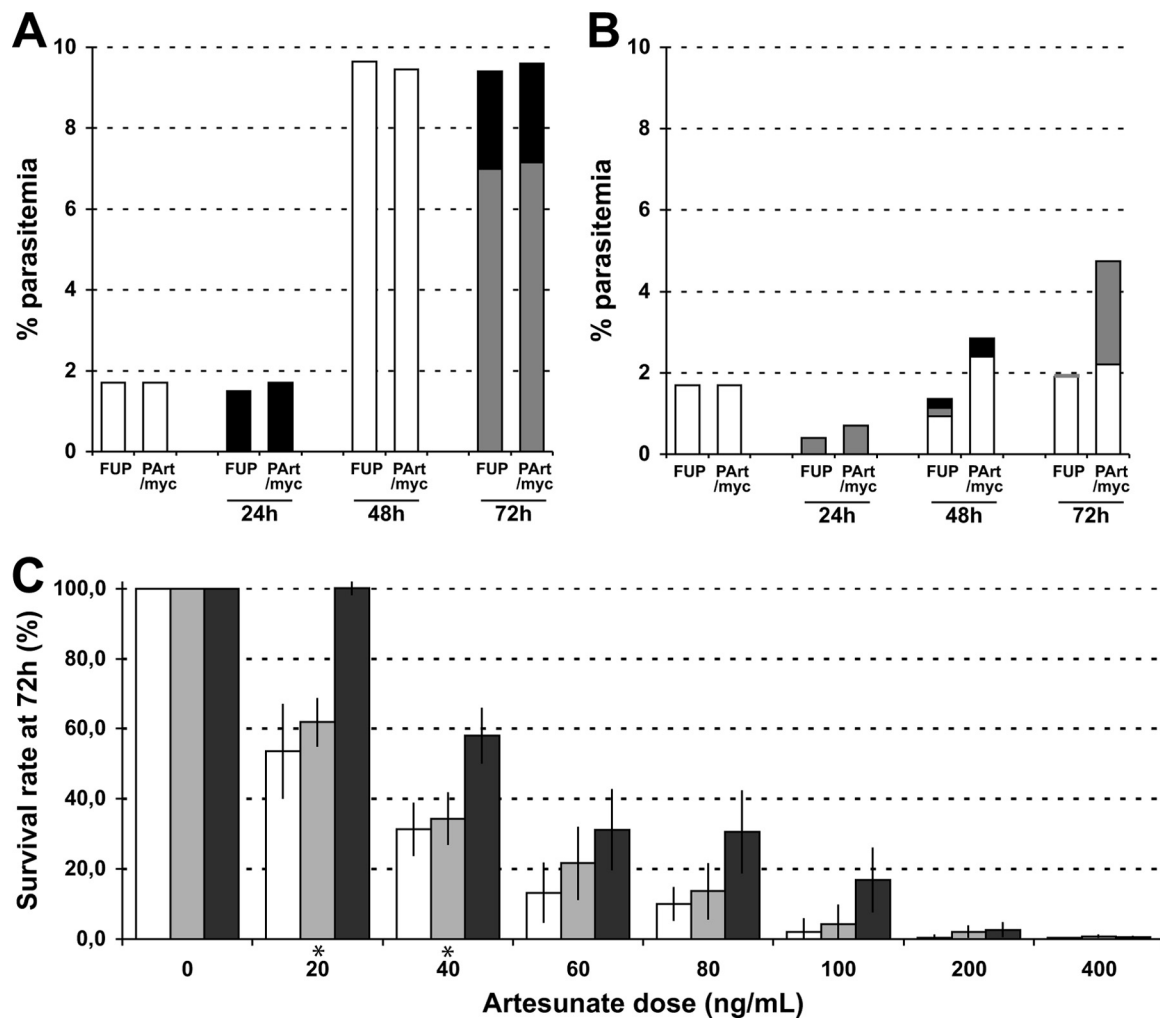 A
% parasitemia
10
8
6
4
2
0
FUP PArt FUP PArt FUP PArt FUP PArt
/myc /myc /myc /myc
24h 48h 72h
B
% parasitemia
10
8
6
4
2
0
FUP PArt FUP PArt FUP PArt FUP PArt
/myc /myc /myc /myc
24h 48h 72h
C
Survival rate at 72h (%)
100,0
80,0
60,0
40,0
20,0
0,0
* *
0 20 40 60 80 100 200 400
Artesunate dose (ng/mL)